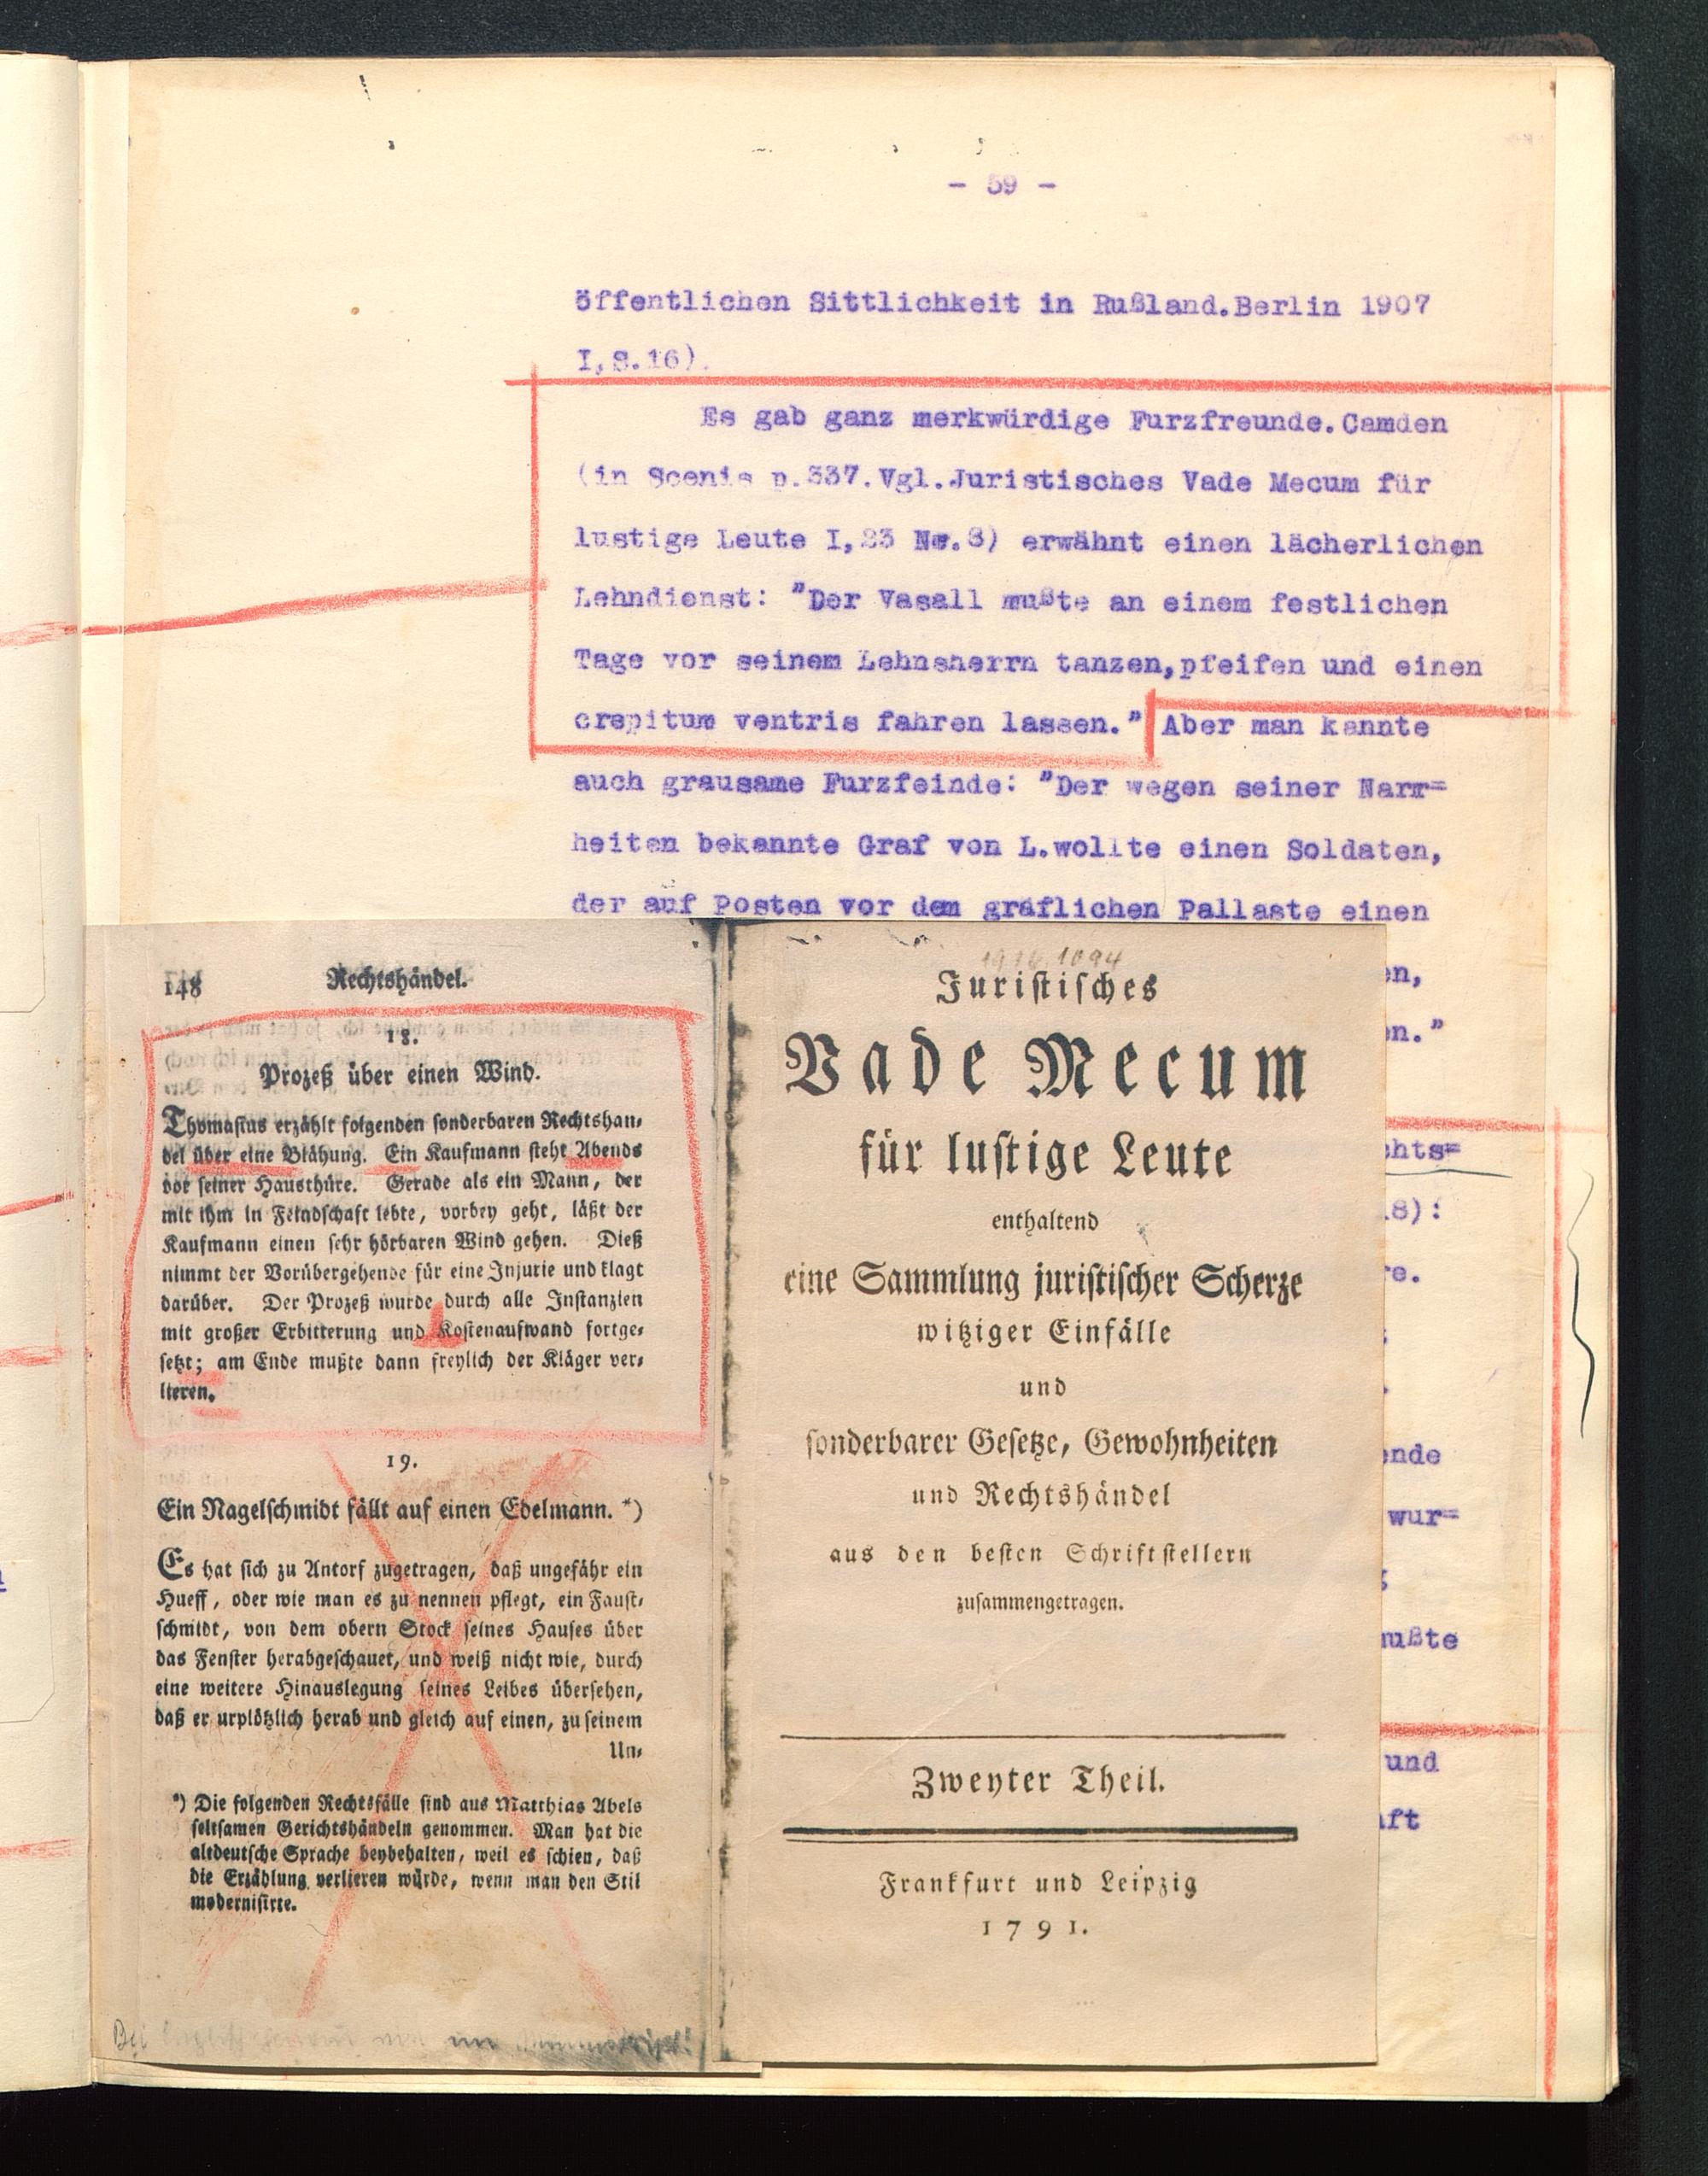 - 59 -
öffentlichen Sittlichkeit in Rußland.Berlin 1907
I,S.16).
Es gab ganz merkwürdige Furzfreunde.Camden
(in Scenis p.337.Vgl.Juristisches Vade Mecum für
lustige Leute I,23 Nr.8) erwähnt einen lächerlichen
Lehndienst: "Der Vasall mußte an einem festlichen
Tage vor seinem Lehnsherrn tanzen,pfeifen und einen
crepitum ventris fahren lassen." Aber man kannte
auch grausame Furzfeinde: "Der wegen seiner Narr=
heiten bekannte Graf von L.wollte einen Soldaten,
der auf Posten vor dem gräflichen Pallaste einen
en,
en."
chts=
18):
re.
ende
wur=
mußte
und
aft
148 Rechtshändel.
18.
Prozeß über einen Wind.
Thomasius erzählt folgenden sonderbaren Rechtshan-
del über eine Blähung. Ein Kaufmann steht Abends
vor seiner Hausthüre. Gerade als ein Mann, der
mit ihm in Feindschaft lebte, vorbey geht, läßt der
Kaufmann einen sehr hörbaren Wind gehen. Dieß
nimmt der Vorübergehende für eine Injurie und klagt
darüber. Der Prozeß wurde durch alle Instanzien
mit großer Erbitterung und Kostenaufwand fortge-
setzt; am Ende mußte dann freylich der Kläger ver-
lieren.
19.
Ein Nagelschmidt fällt auf einen Edelmann. *)
Es hat sich zu Antorf zugetragen, daß ungefähr ein
Hueff, oder wie man es zu nennen pflegt, ein Faust-
schmidt, von dem obern Stock seines Hauses über
das Fenster herabgeschauet, und weiß nicht wie, durch
eine weitere Hinauslegung seines Leibes übersehen,
daß er urplötzlich herab und gleich auf einen, zu seinem
Un-
*) Die folgenden Rechtsfälle sind aus Matthias Abels
seltsamen Gerichtshändeln genommen. Man hat die
altdeutsche Sprache beybehalten, weil es schien, daß
die Erzählung verlieren würde, wenn man den Stil
modernisirte.
Bei
1916.1094
Juristisches
Vade Mecum
für lustige Leute
enthaltend
eine Sammlung juristischer Scherze
witziger Einfälle
und
sonderbarer Gesetze, Gewohnheiten
und Rechtshändel
aus den besten Schriftstellern
zusammengetragen.
Zweyter Theil.
Frankfurt und Leipzig
1791.